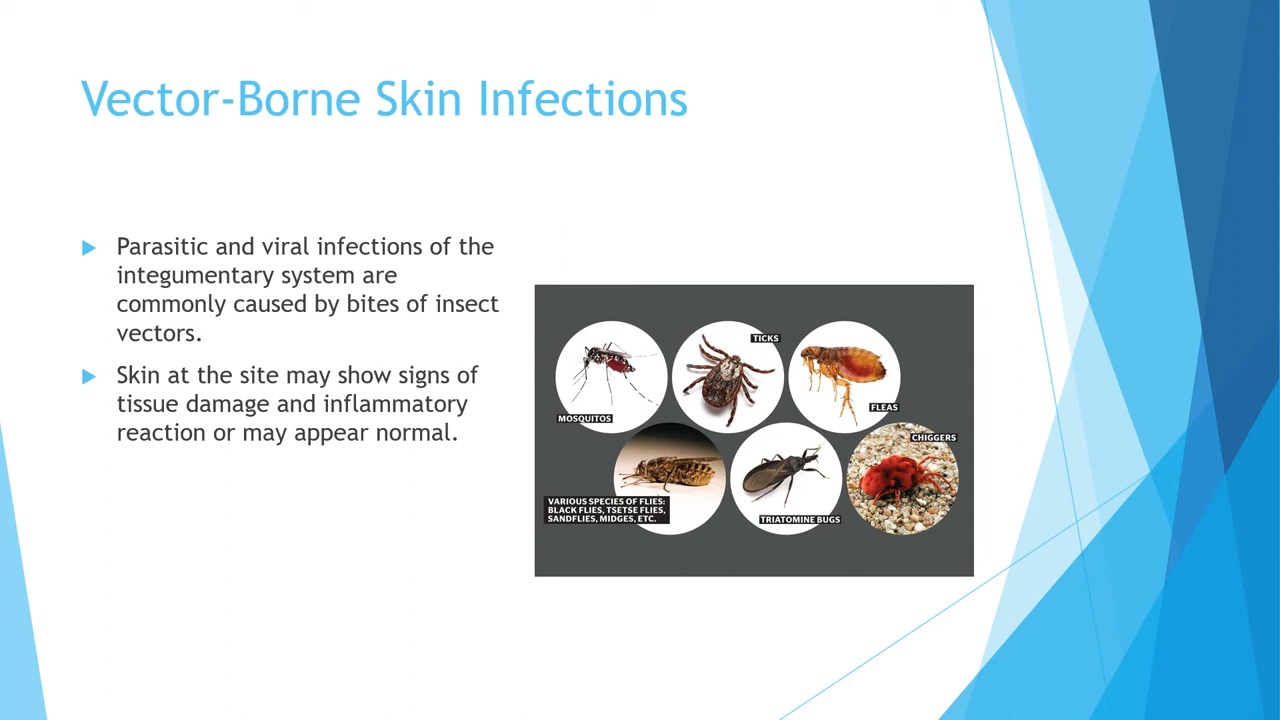 Vector-Borne Skin Infections
Parasitic and viral infections of the
integumentary system are
commonly caused by bites of insect
vectors.
Skin at the site may show signs of
tissue damage and inflammatory
reaction or may appear normal.
MOSQUITOS
TICKS
FLEAS
VARIOUS SPECIES OF FLIES:
BLACK FLIES, TSETSE FLIES,
SANDFLIES, MIDGES, ETC.
TRIATOMINE BUGS
CHIGGERS